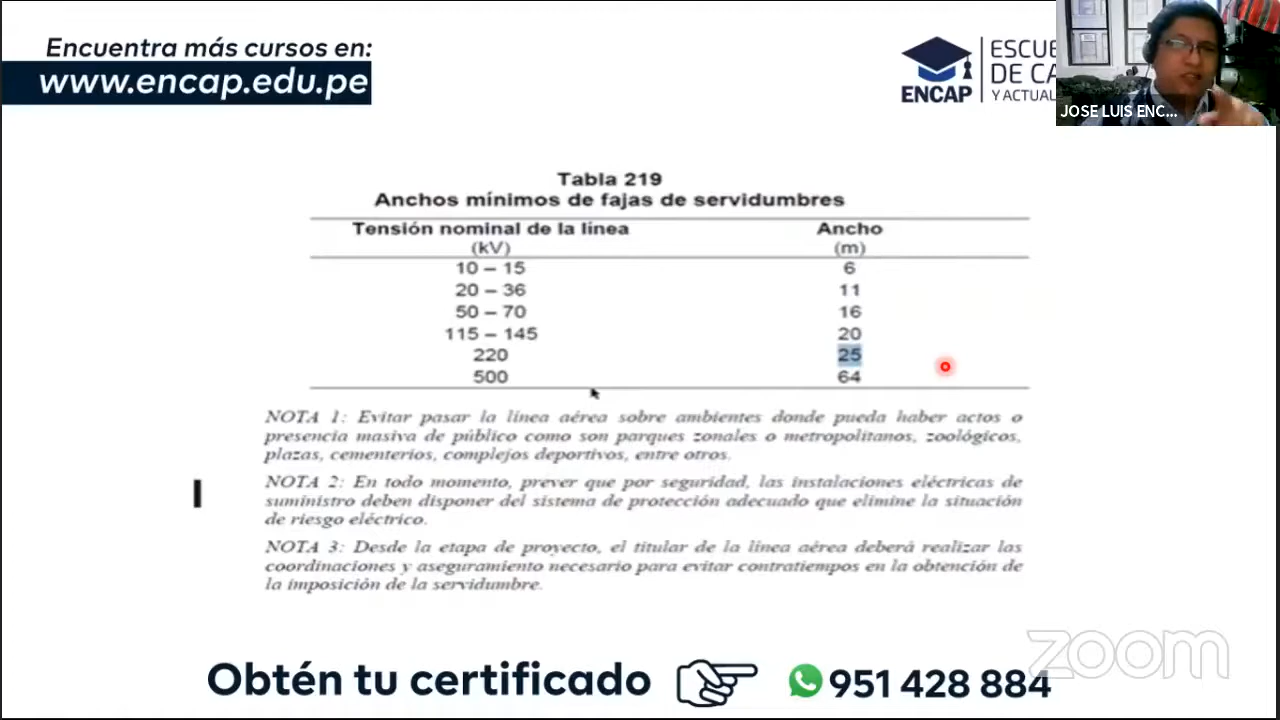 Encuentra más cursos en:
www.encap.edu.pe
ENCAP
ESCUE
DE CA
Y ACTUAL
JOSE LUIS ENC...
Tabla 219
Anchos mínimos de fajas de servidumbres
Tensión nominal de la línea Ancho
(kV) (m)
10 – 15 6
20 – 36 11
50 – 70 16
115 – 145 20
220 25
500 64
NOTA 1: Evitar pasar la línea aérea sobre ambientes donde pueda haber actos o
presencia masiva de público como son parques zonales o metropolitanos, zoológicos,
plazas, cementerios, complejos deportivos, entre otros.
NOTA 2: En todo momento, prever que por seguridad, las instalaciones eléctricas de
suministro deben disponer del sistema de protección adecuado que elimine la situación
de riesgo eléctrico.
NOTA 3: Desde la etapa de proyecto, el titular de la línea aérea deberá realizar las
coordinaciones y aseguramiento necesario para evitar contratiempos en la obtención de
la imposición de la servidumbre.
zoom
Obtén tu certificado 951 428 884